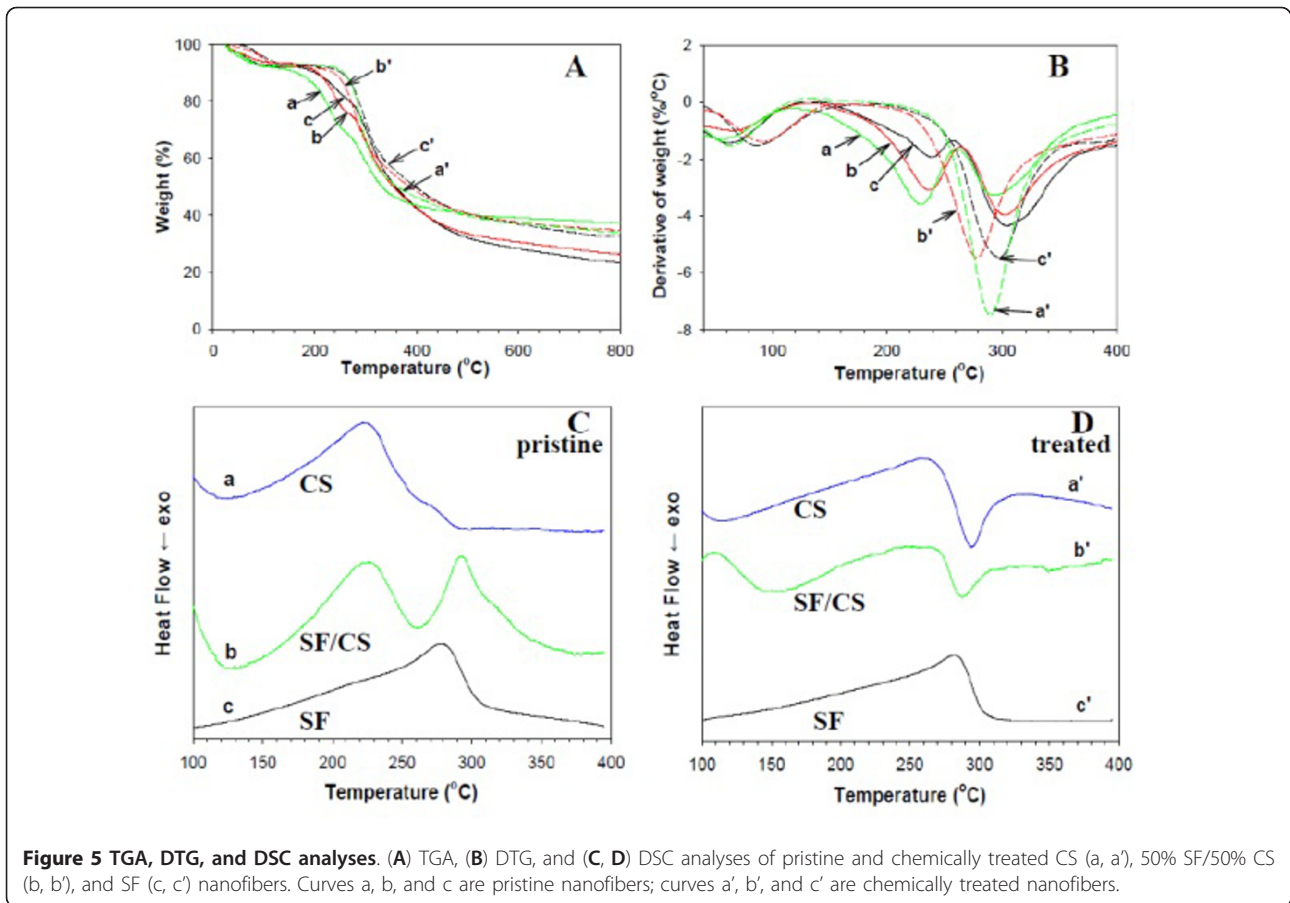 A
100
80
60
40
20
0
Weight (%)
0 200 400 600 800
Temperature (°C)
a
c
b
b'
c'
a'
B
2
0
-2
-4
-6
-8
Derivative of weight (%/°C)
100 200 300 400
Temperature (°C)
a
b
c
b'
c'
a'
C
pristine
a
CS
b
SF/CS
c
SF
Heat Flow ← exo
100 150 200 250 300 350 400
Temperature (°C)
D
treated
a'
CS
b'
SF/CS
c'
SF
Heat Flow ← exo
100 150 200 250 300 350 400
Temperature (°C)
Figure 5 TGA, DTG, and DSC analyses. (A) TGA, (B) DTG, and (C, D) DSC analyses of pristine and chemically treated CS (a, a'), 50% SF/50% CS
(b, b'), and SF (c, c') nanofibers. Curves a, b, and c are pristine nanofibers; curves a', b', and c' are chemically treated nanofibers.